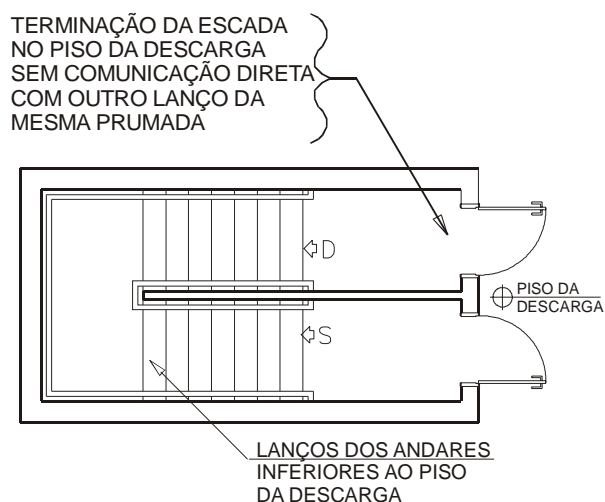 TERMINAÇÃO DA ESCADA
NO PISO DA DESCARGA
SEM COMUNICAÇÃO DIRETA
COM OUTRO LANÇO DA
MESMA PRUMADA
D
PISO DA
DESCARGA
S
LANÇOS DOS ANDARES
INFERIORES AO PISO
DA DESCARGA